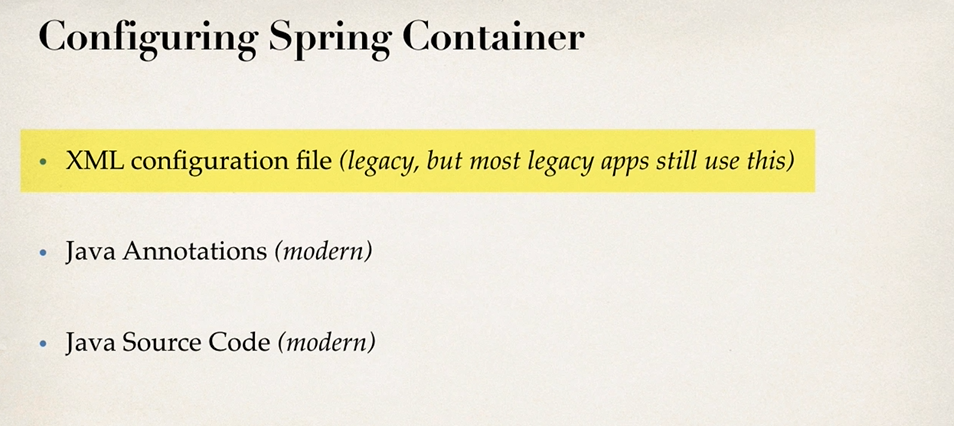 Configuring Spring Container
• XML configuration file (legacy, but most legacy apps still use this)
• Java Annotations (modern)
• Java Source Code (modern)